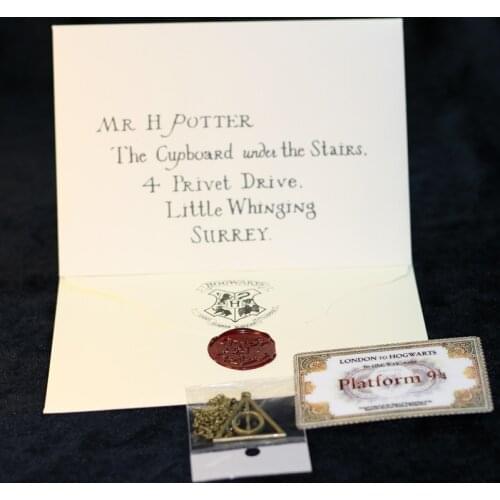 Mr H Potter
The Cupboard under the Stairs,
4 Privet Drive,
Little Whinging
SURREY.
HOGWARTS
H
LONDON TO HOGWARTS
Platform 9¾